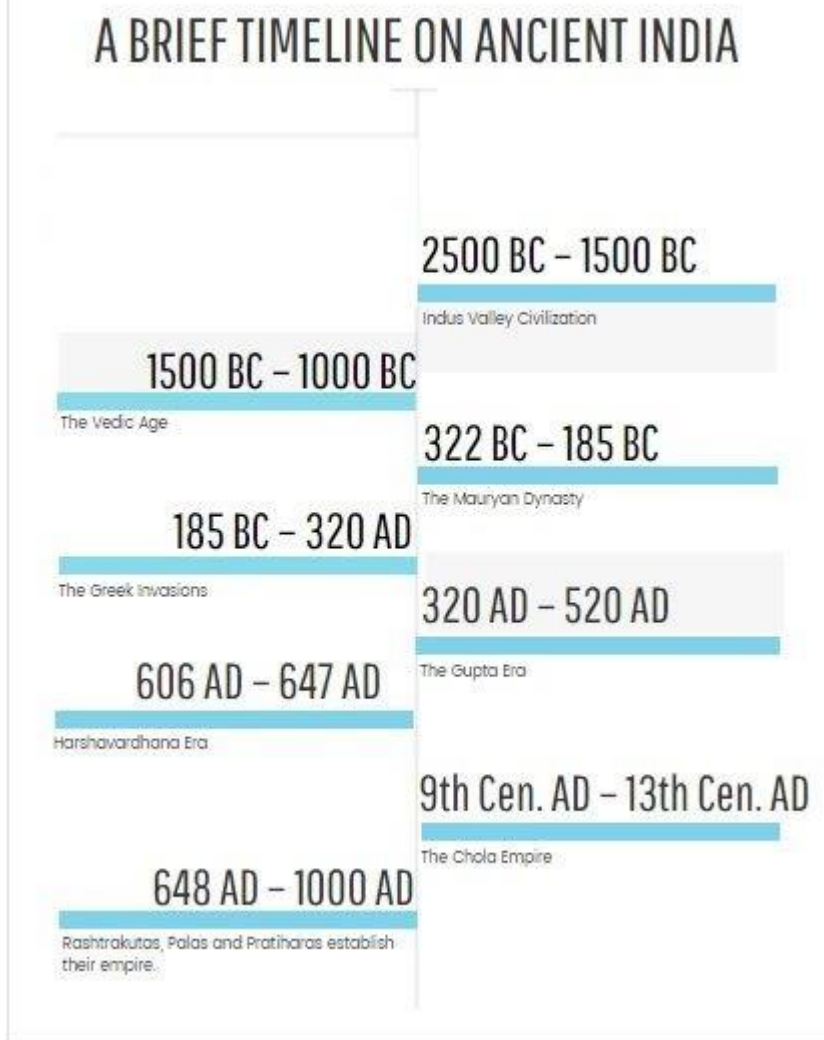 A BRIEF TIMELINE ON ANCIENT INDIA
2500 BC – 1500 BC
Indus Valley Civilization
1500 BC – 1000 BC
The Vedic Age
322 BC – 185 BC
The Mauryan Dynasty
185 BC – 320 AD
The Greek Invasions
320 AD – 520 AD
The Gupta Era
606 AD – 647 AD
Harshavardhana Era
9th Cen. AD – 13th Cen. AD
The Chola Empire
648 AD – 1000 AD
Rashtrakutas, Palas and Pratiharas establish
their empire.